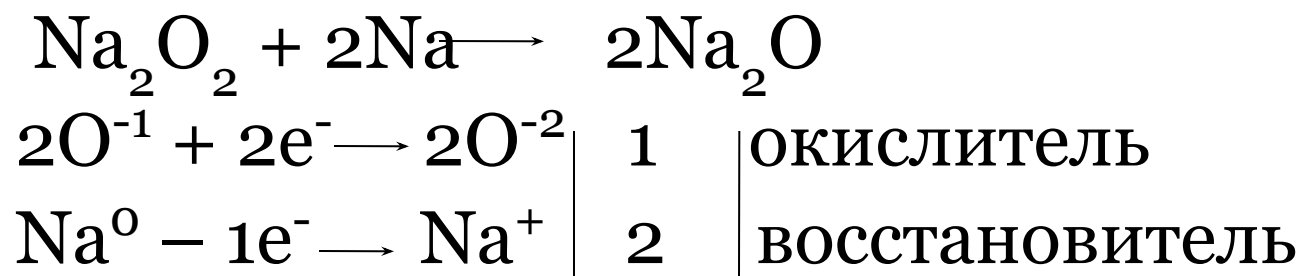 Na₂O₂ + 2Na → 2Na₂O
2O⁻¹ + 2e⁻ → 2O⁻² | 1 | окислитель
Na⁰ – 1e⁻ → Na⁺ | 2 | восстановитель